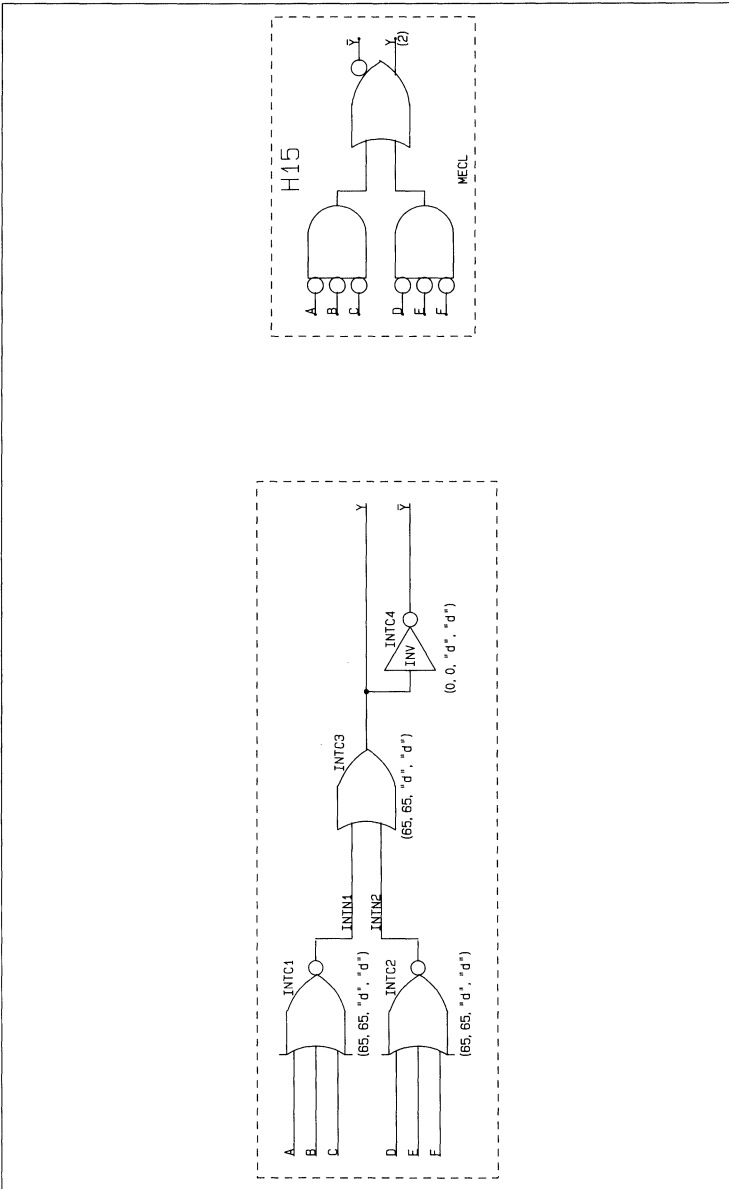 H15
A
B
C
D
E
F
Y̅
Y
(2)
MECL
A
B
C
D
E
F
INTC1
(65, 65, "d", "d")
INTC2
(65, 65, "d", "d")
INTN1
INTN2
INTC3
(65, 65, "d", "d")
INTC4
INV
(0, 0, "d", "d")
Y
Y̅